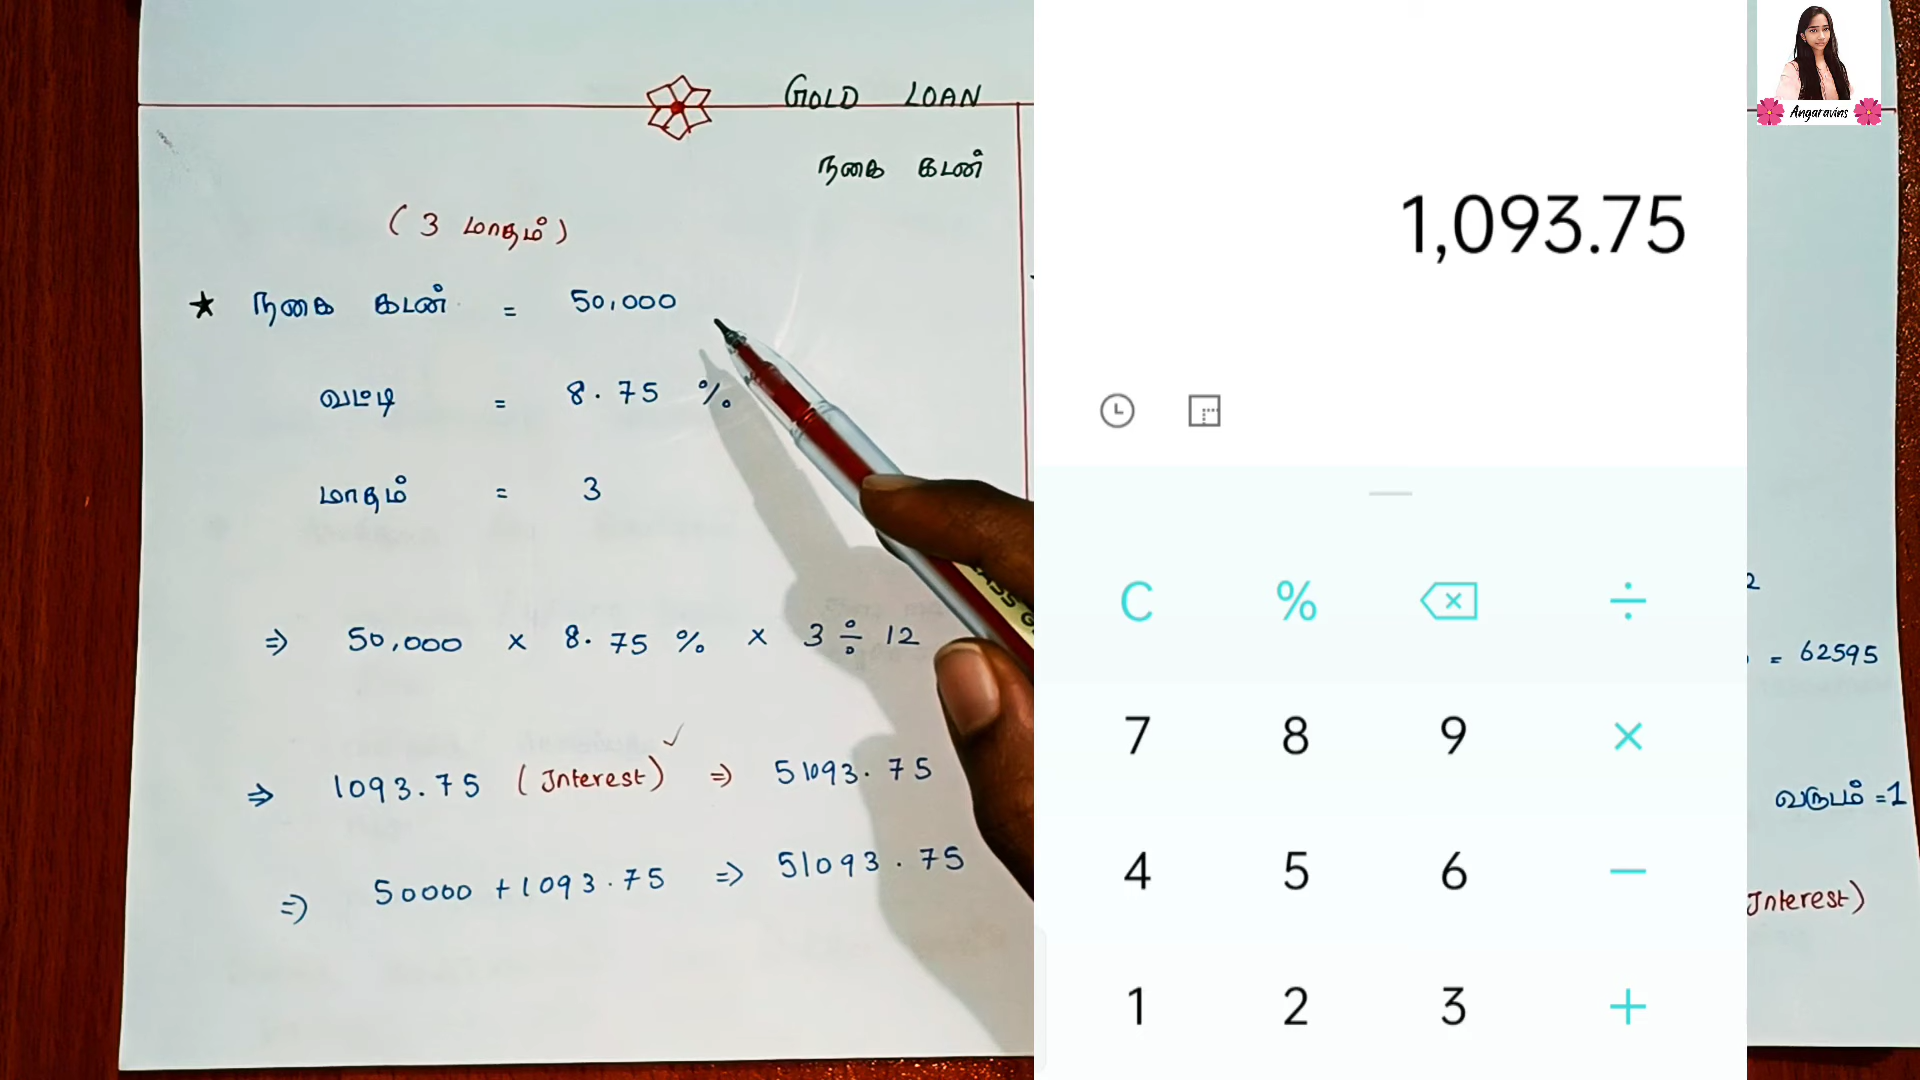 GOLD LOAN
நகை கடன்
( 3 மாதம் )
★ நகை கடன் = 50,000
வட்டி = 8.75 %
மாதம் = 3
⇒ 50,000 x 8.75 % x 3 ÷ 12
⇒ 1093.75 ( Interest) ✓ ⇒ 51093.75
⇒ 50000 + 1093.75 ⇒ 51093.75
1,093.75
C % ÷
7 8 9 ×
4 5 6 −
1 2 3 +
Angaravins
2
= 62595
வருடம் = 1
Interest)